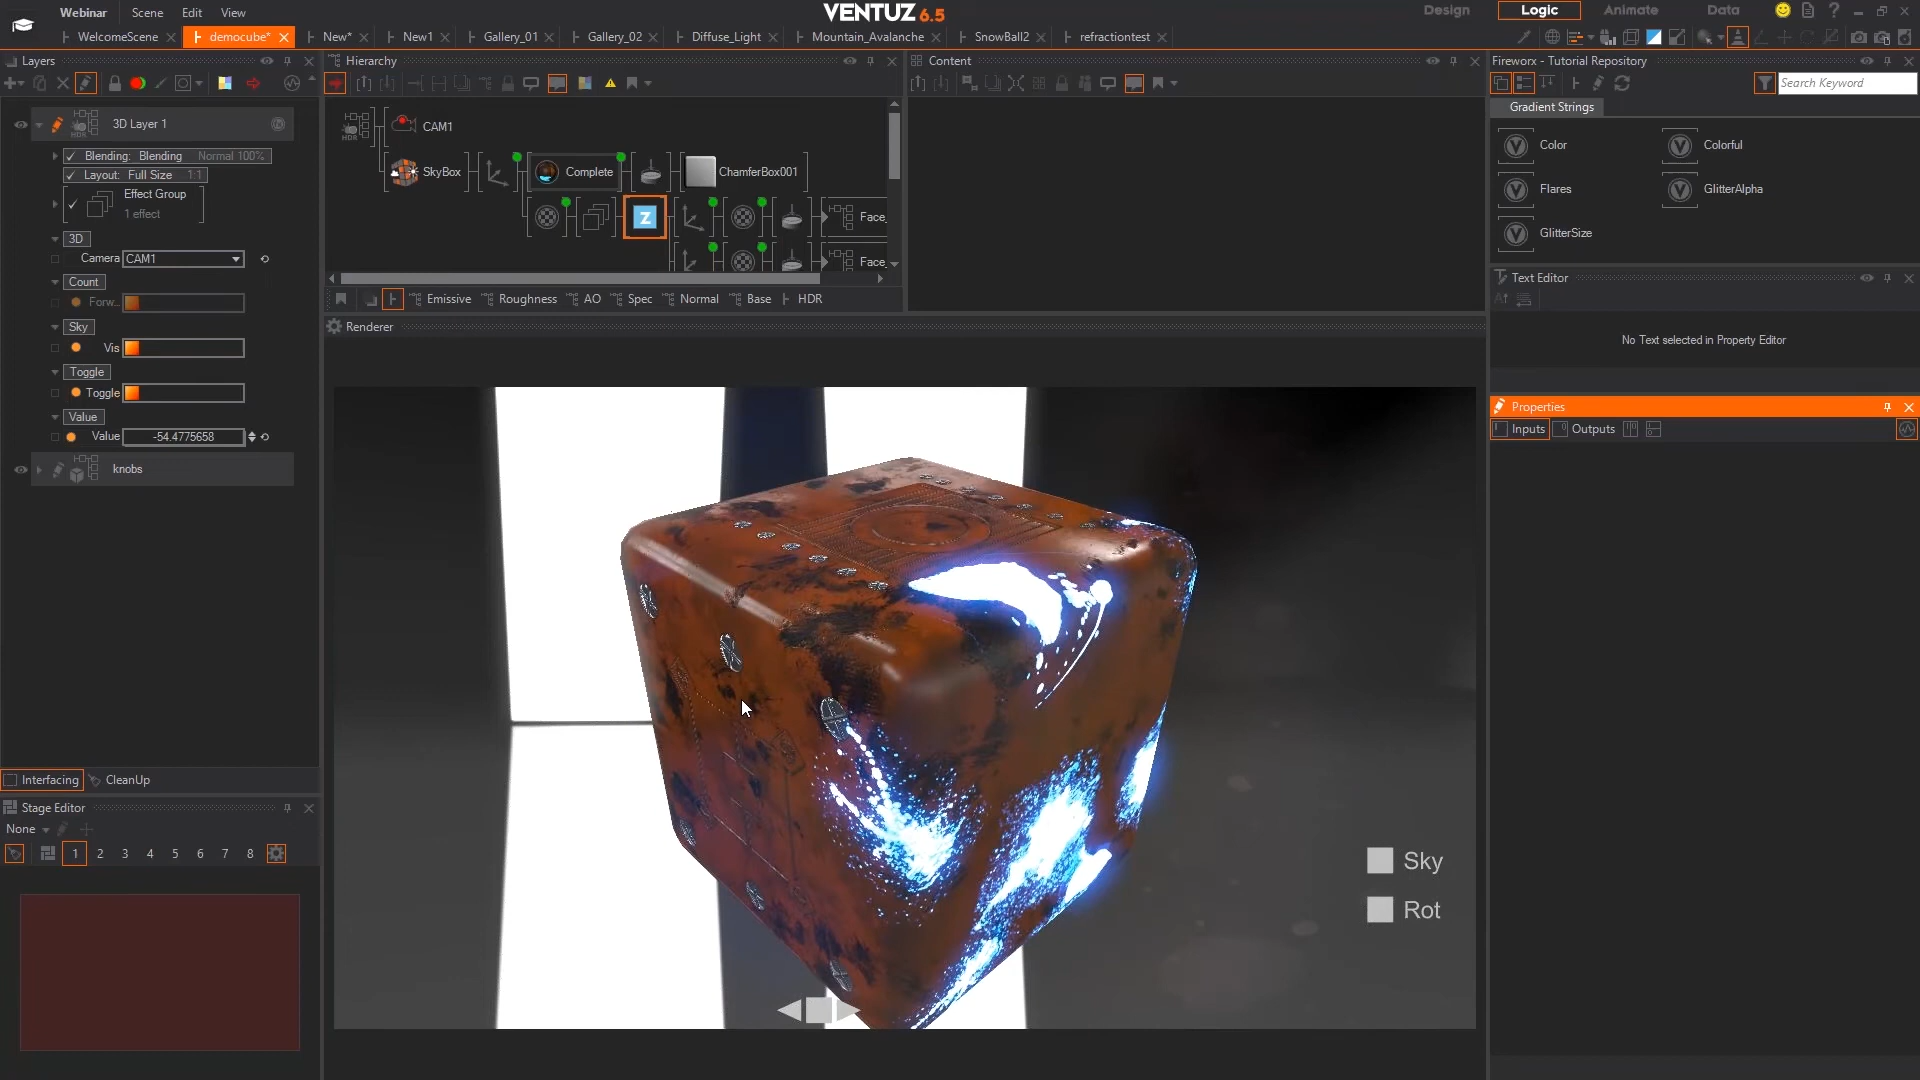 Webinar Scene Edit View
VENTUZ 6.5
Design Logic Animate Data
WelcomeScene democube* New* New1 Gallery_01 Gallery_02 Diffuse_Light Mountain_Avalanche SnowBall2 refractiontest
Layers
Hierarchy
Content
Fireworx - Tutorial Repository
Search Keyword
Gradient Strings
3D Layer 1
HDR
Blending: Blending Normal 100%
Layout: Full Size 1:1
Effect Group
1 effect
3D
Camera CAM1
Count
Forw...
Sky
Vis
Toggle
Toggle
Value
Value -54.4775658
knobs
HDR
CAM1
SkyBox
Complete
ChamferBox001
Z
Face_
Face_
Emissive Roughness AO Spec Normal Base HDR
Color
Colorful
Flares
GlitterAlpha
GlitterSize
Text Editor
No Text selected in Property Editor
Renderer
Properties
Inputs Outputs
Sky
Rot
Interfacing CleanUp
Stage Editor
None
1 2 3 4 5 6 7 8